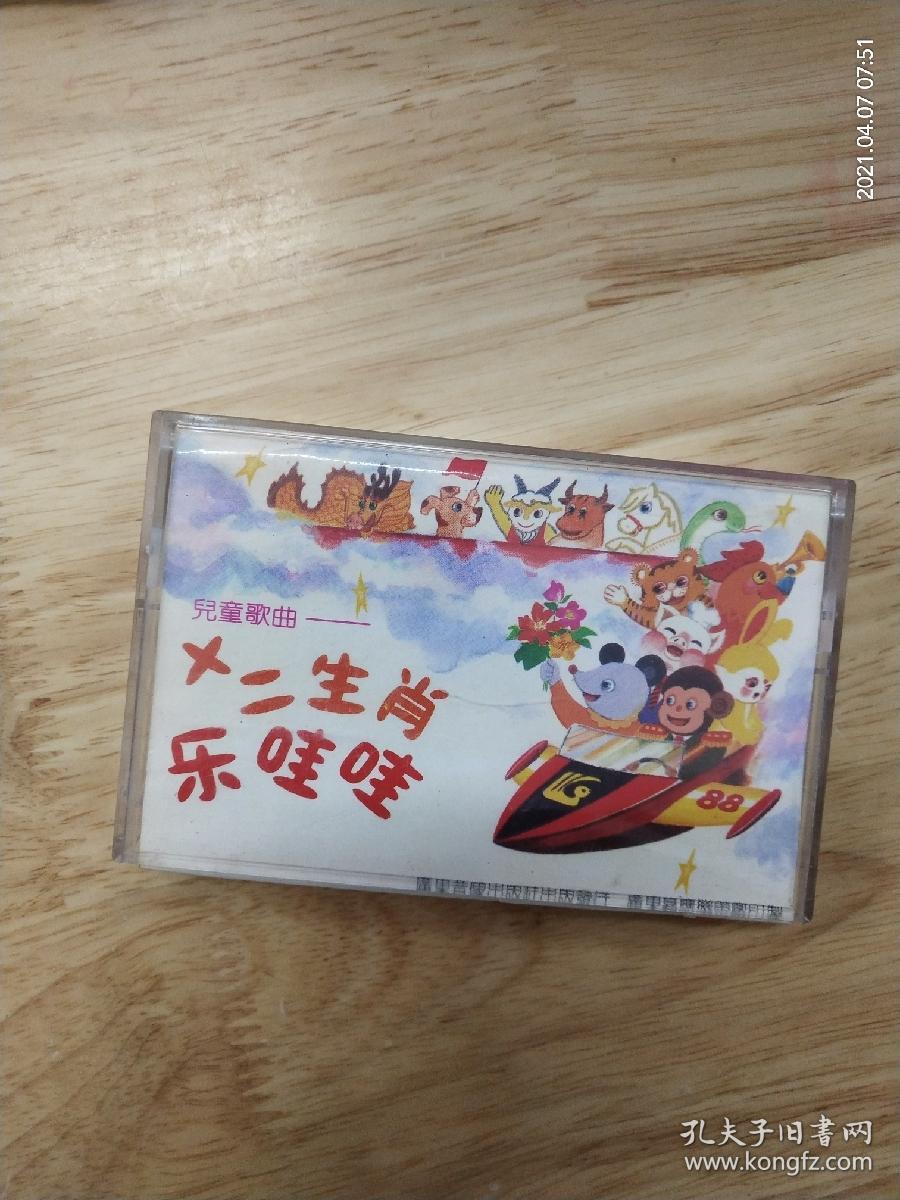 2021.04.07 07:51
兒童歌曲——
十二生肖
乐哇哇
88
孔夫子旧書网
www.kongfz.com